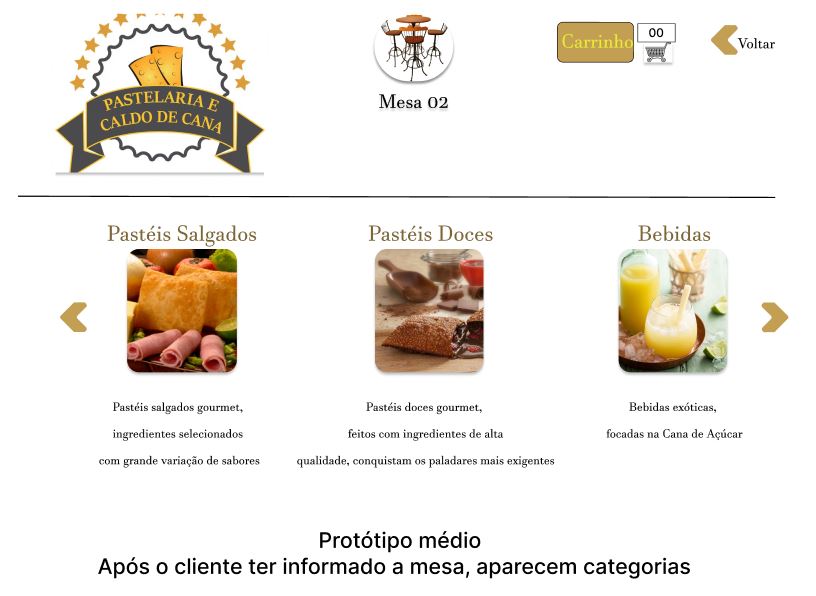 PASTELARIA E
CALDO DE CANA
Mesa 02
Carrinho
00
Voltar
Pastéis Salgados
Pastéis Doces
Bebidas
Pastéis salgados gourmet,
ingredientes selecionados
com grande variação de sabores
Pastéis doces gourmet,
feitos com ingredientes de alta
qualidade, conquistam os paladares mais exigentes
Bebidas exóticas,
focadas na Cana de Açúcar
Protótipo médio
Após o cliente ter informado a mesa, aparecem categorias